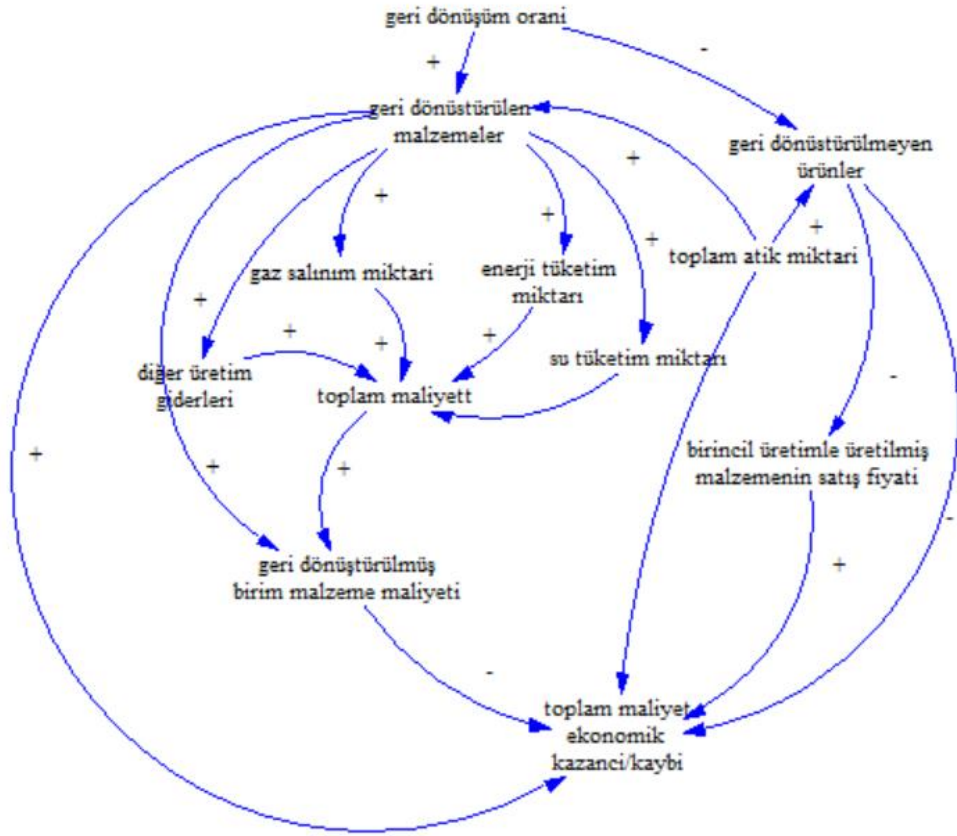 geri dönüşüm orani
-
+
geri dönüstürülen
malzemeler
geri dönüstürülmeyen
ürünler
+
+
+
+
+
gaz salınım miktari
enerji tüketim
miktarı
toplam atik miktari
+
+
+
+
su tüketim miktarı
diğer üretim
giderleri
toplam maliyett
-
+
+
+
birincil üretimle üretilmiş
malzemenin satış fiyati
-
+
geri dönüştürülmüş
birim malzeme maliyeti
-
toplam maliyet
ekonomik
kazanci/kaybi